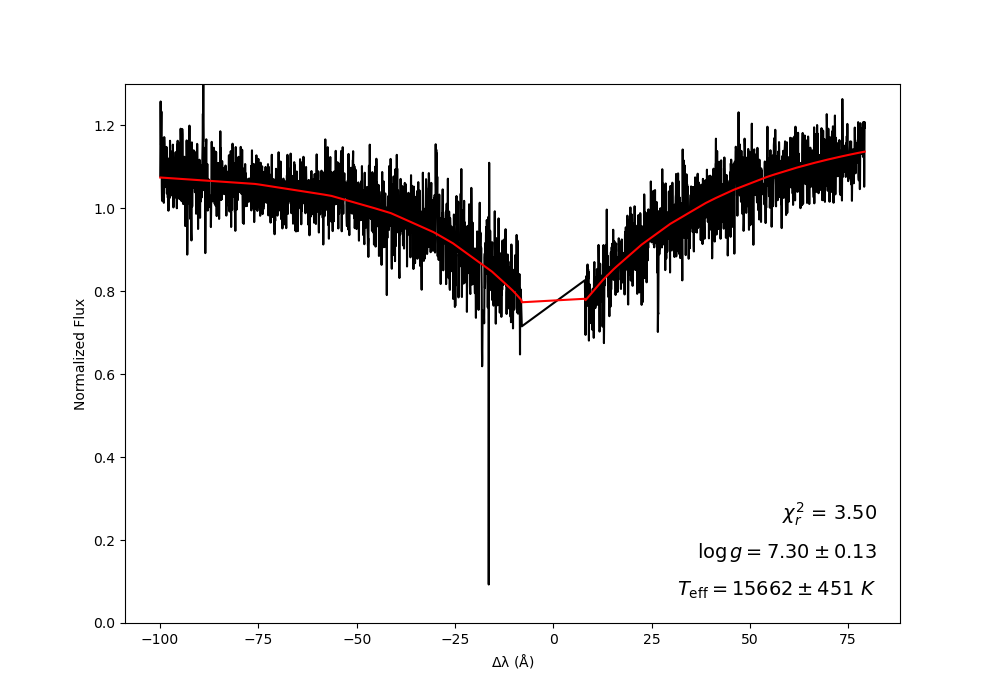 1.2
1.0
0.8
0.6
0.4
0.2
0.0
Normalized Flux
χ²ᵣ = 3.50
log g = 7.30 ± 0.13
T_eff = 15662 ± 451 K
−100 −75 −50 −25 0 25 50 75
Δλ (Å)